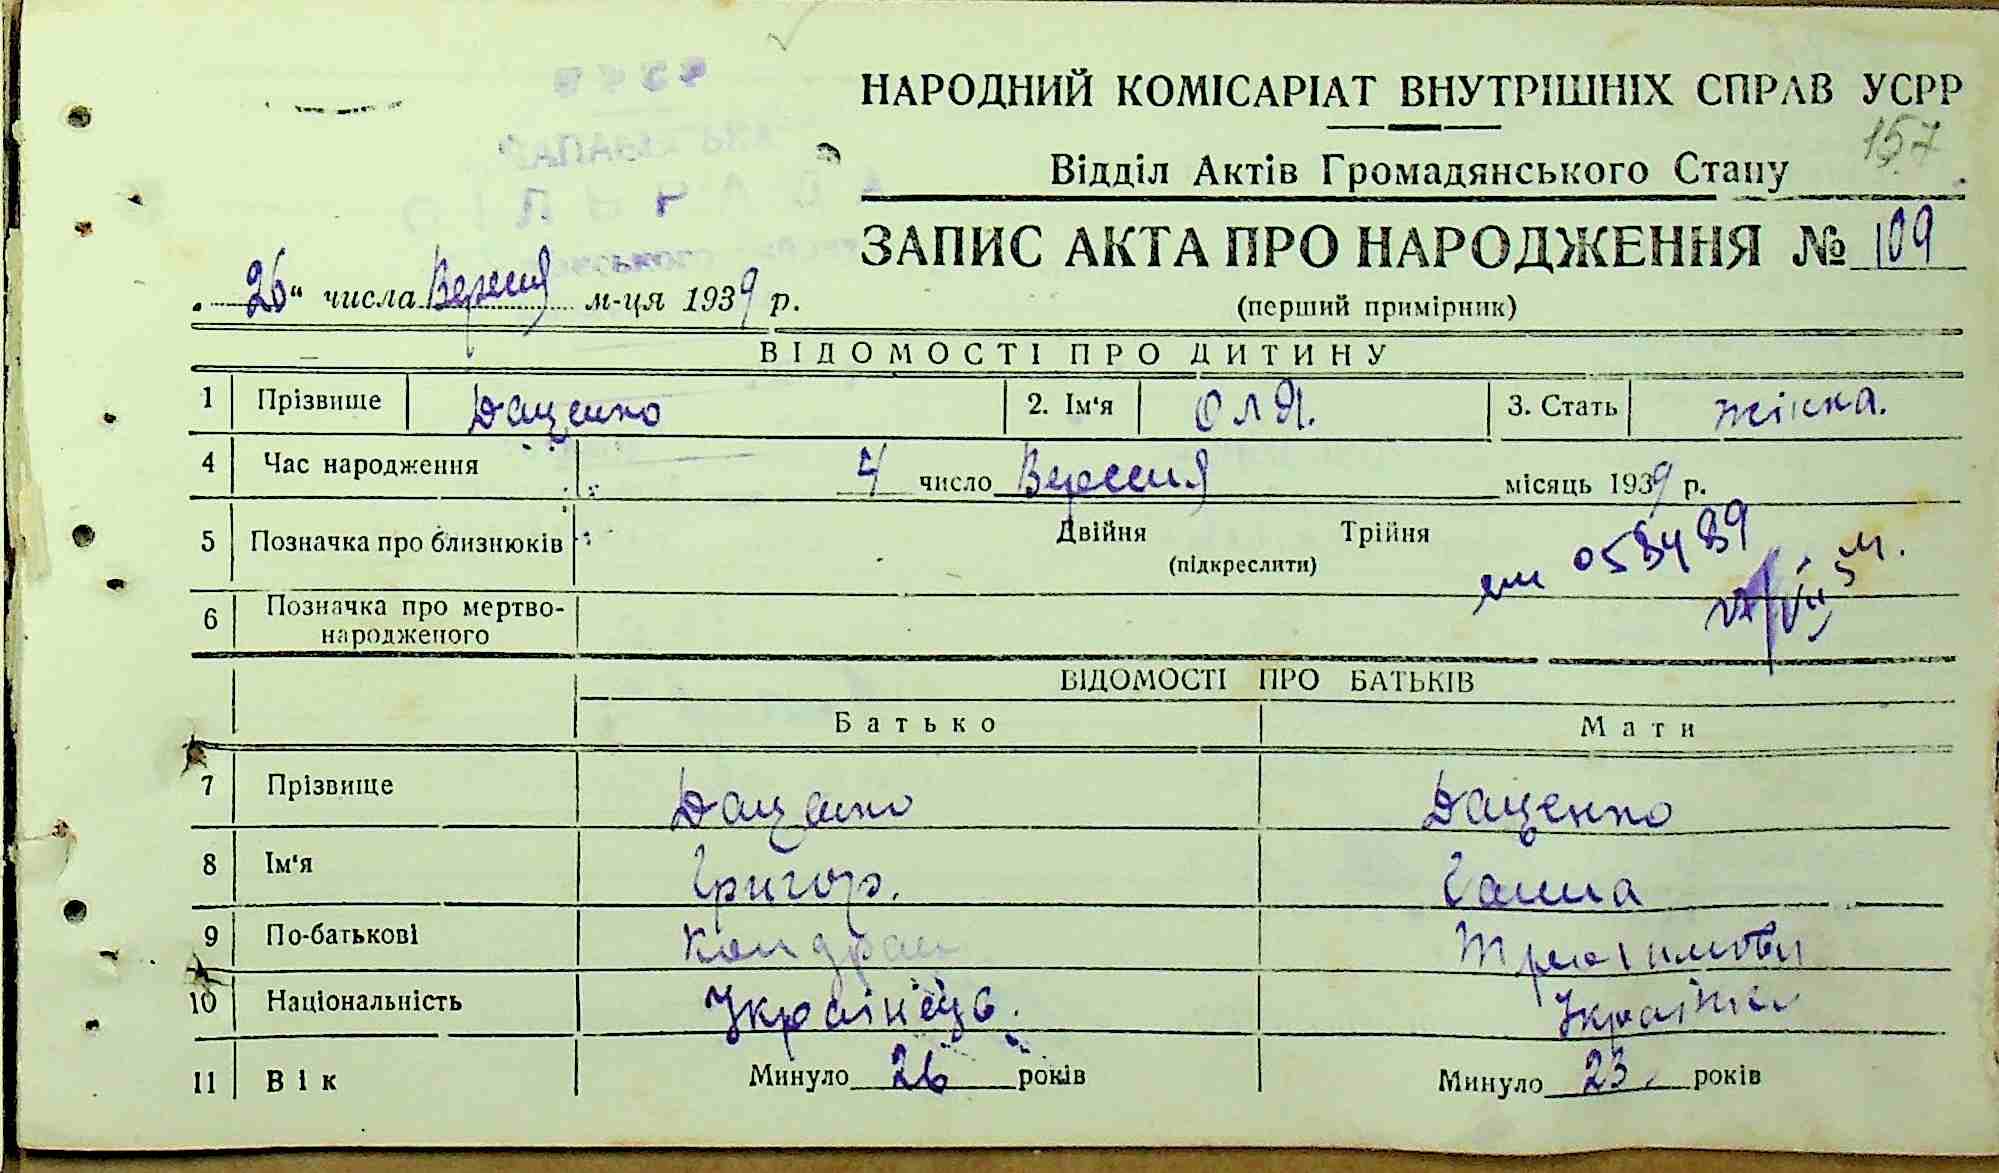 НАРОДНИЙ КОМІСАРІАТ ВНУТРІШНІХ СПРАВ УСРР
157
Відділ Актів Громадянського Стану
ЗАПИС АКТА ПРО НАРОДЖЕННЯ № 109
„26" числа Вересня м-ця 1939 р.
(перший примірник)
ВІДОМОСТІ ПРО ДИТИНУ
1 Прізвище Даценко 2. Ім'я Оля. 3. Стать жінка.
4 Час народження 4 число Вересня місяць 1939 р.
5 Позначка про близнюків Двійня Трійня
(підкреслити)
6 Позначка про мертво-
народженого
ВІДОМОСТІ ПРО БАТЬКІВ
Батько Мати
7 Прізвище Даценко Даценко
8 Ім'я Григор. Ганна
9 По-батькові
10 Національність Українець. Українка
11 Вік Минуло 26 років Минуло 23 років